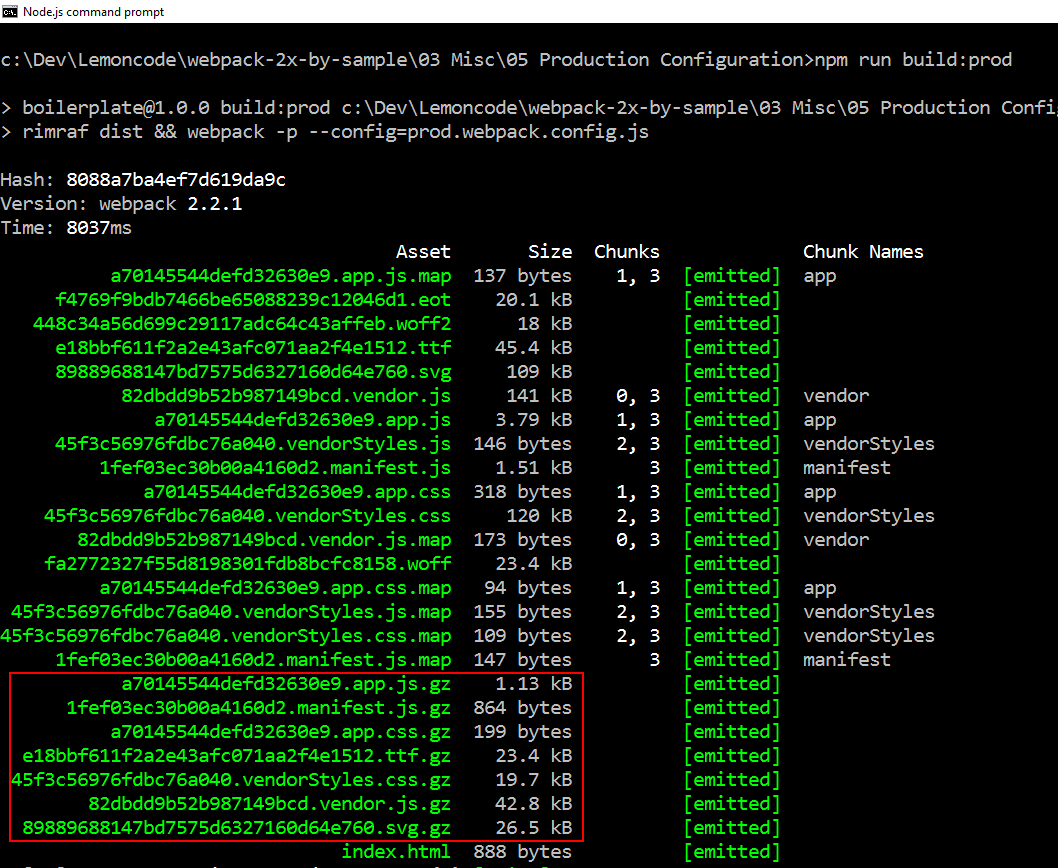 Node.js command prompt
c:\Dev\Lemoncode\webpack-2x-by-sample\03 Misc\05 Production Configuration>npm run build:prod
> boilerplate@1.0.0 build:prod c:\Dev\Lemoncode\webpack-2x-by-sample\03 Misc\05 Production Confi
> rimraf dist && webpack -p --config=prod.webpack.config.js
Hash: 8088a7ba4ef7d619da9c
Version: webpack 2.2.1
Time: 8037ms
Asset Size Chunks Chunk Names
a70145544defd32630e9.app.js.map 137 bytes 1, 3 [emitted] app
f4769f9bdb7466be65088239c12046d1.eot 20.1 kB [emitted]
448c34a56d699c29117adc64c43affeb.woff2 18 kB [emitted]
e18bbf611f2a2e43afc071aa2f4e1512.ttf 45.4 kB [emitted]
89889688147bd7575d6327160d64e760.svg 109 kB [emitted]
82dbdd9b52b987149bcd.vendor.js 141 kB 0, 3 [emitted] vendor
a70145544defd32630e9.app.js 3.79 kB 1, 3 [emitted] app
45f3c56976fdbc76a040.vendorStyles.js 146 bytes 2, 3 [emitted] vendorStyles
1fef03ec30b00a4160d2.manifest.js 1.51 kB 3 [emitted] manifest
a70145544defd32630e9.app.css 318 bytes 1, 3 [emitted] app
45f3c56976fdbc76a040.vendorStyles.css 120 kB 2, 3 [emitted] vendorStyles
82dbdd9b52b987149bcd.vendor.js.map 173 bytes 0, 3 [emitted] vendor
fa2772327f55d8198301fdb8bcfc8158.woff 23.4 kB [emitted]
a70145544defd32630e9.app.css.map 94 bytes 1, 3 [emitted] app
45f3c56976fdbc76a040.vendorStyles.js.map 155 bytes 2, 3 [emitted] vendorStyles
45f3c56976fdbc76a040.vendorStyles.css.map 109 bytes 2, 3 [emitted] vendorStyles
1fef03ec30b00a4160d2.manifest.js.map 147 bytes 3 [emitted] manifest
a70145544defd32630e9.app.js.gz 1.13 kB [emitted]
1fef03ec30b00a4160d2.manifest.js.gz 864 bytes [emitted]
a70145544defd32630e9.app.css.gz 199 bytes [emitted]
e18bbf611f2a2e43afc071aa2f4e1512.ttf.gz 23.4 kB [emitted]
45f3c56976fdbc76a040.vendorStyles.css.gz 19.7 kB [emitted]
82dbdd9b52b987149bcd.vendor.js.gz 42.8 kB [emitted]
89889688147bd7575d6327160d64e760.svg.gz 26.5 kB [emitted]
index.html 888 bytes [emitted]